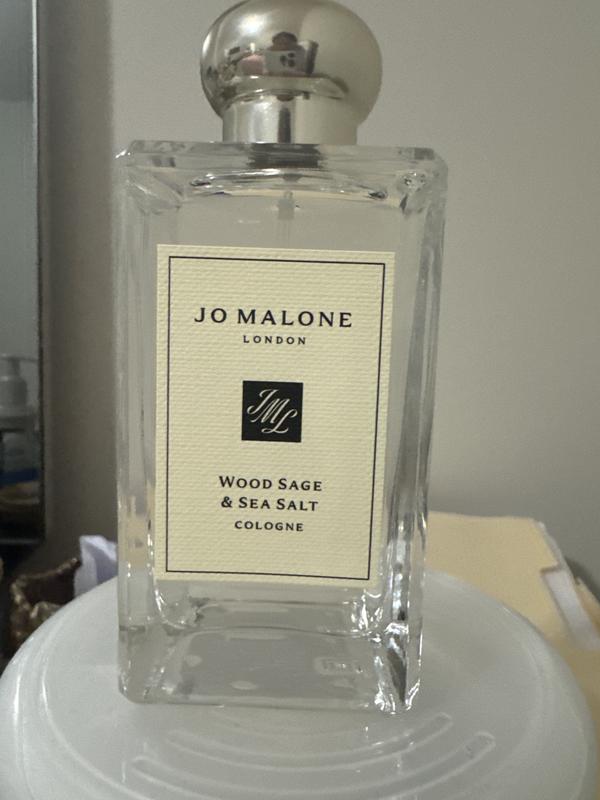 JO MALONE
LONDON
JML
WOOD SAGE
& SEA SALT
COLOGNE